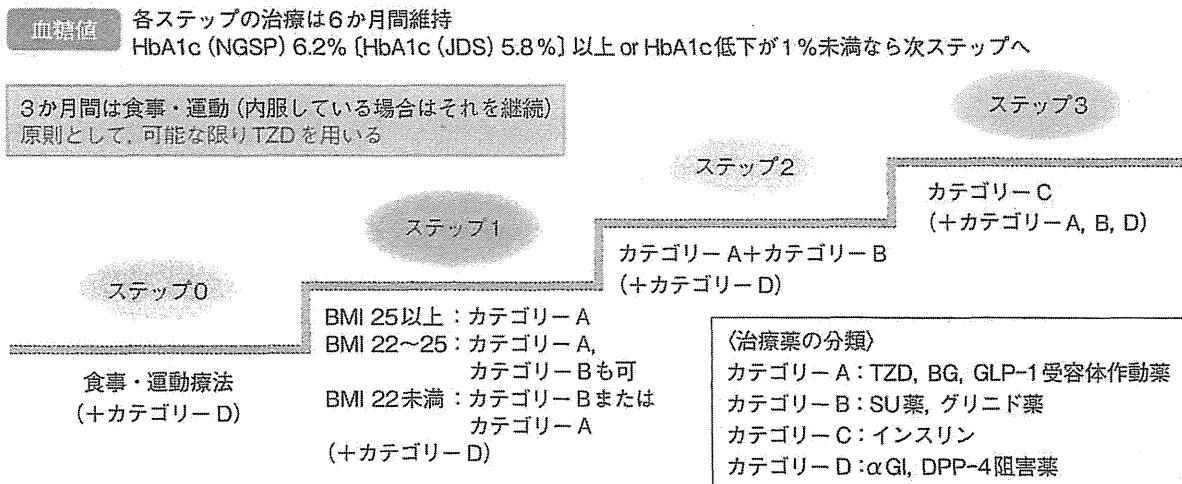 血糖値
各ステップの治療は6か月間維持
HbA1c (NGSP) 6.2% 〔HbA1c (JDS) 5.8%〕以上 or HbA1c低下が1%未満なら次ステップへ
3か月間は食事・運動(内服している場合はそれを継続)
原則として,可能な限りTZDを用いる
ステップ3
ステップ2
ステップ1
ステップ0
カテゴリーC
(+カテゴリーA, B, D)
カテゴリーA+カテゴリーB
(+カテゴリーD)
BMI 25以上:カテゴリーA
BMI 22〜25:カテゴリーA,
カテゴリーBも可
BMI 22未満:カテゴリーBまたは
カテゴリーA
(+カテゴリーD)
食事・運動療法
(+カテゴリーD)
〈治療薬の分類〉
カテゴリーA:TZD, BG, GLP-1受容体作動薬
カテゴリーB:SU薬, グリニド薬
カテゴリーC:インスリン
カテゴリーD:αGI, DPP-4阻害薬